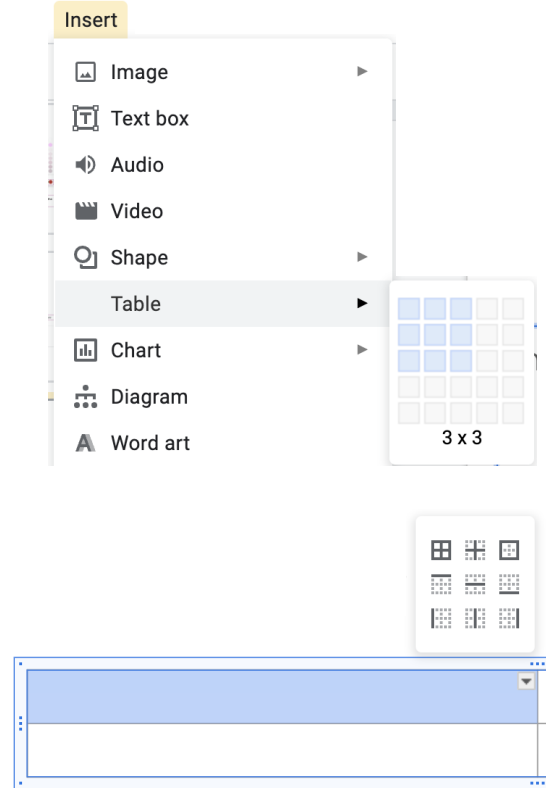 Insert
Image
Text box
Audio
Video
Shape
Table
Chart
3 x 3
Diagram
Word art